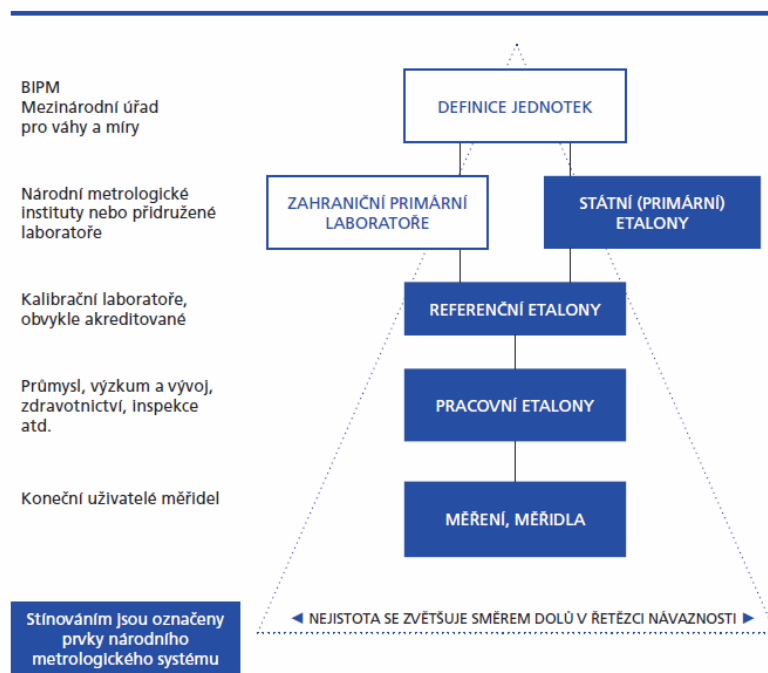 BIPM
Mezinárodní úřad
pro váhy a míry
DEFINICE JEDNOTEK
Národní metrologické
instituty nebo přidružené
laboratoře
ZAHRANIČNÍ PRIMÁRNÍ
LABORATOŘE
STÁTNÍ (PRIMÁRNÍ)
ETALONY
Kalibrační laboratoře,
obvykle akreditované
REFERENČNÍ ETALONY
Průmysl, výzkum a vývoj,
zdravotnictví, inspekce
atd.
PRACOVNÍ ETALONY
Koneční uživatelé měřidel
MĚŘENÍ, MĚŘIDLA
Stínováním jsou označeny
prvky národního
metrologického systému
◄ NEJISTOTA SE ZVĚTŠUJE SMĚREM DOLŮ V ŘETĚZCI NÁVAZNOSTI ►